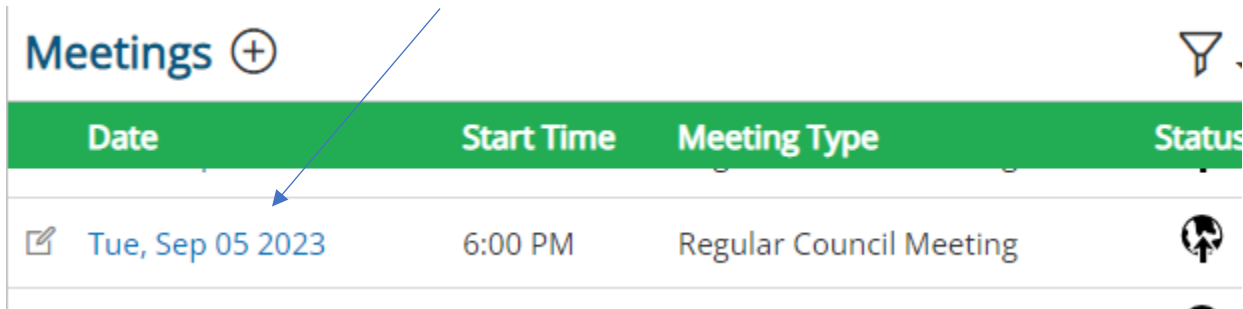 Meetings
Date Start Time Meeting Type Status
Tue, Sep 05 2023 6:00 PM Regular Council Meeting